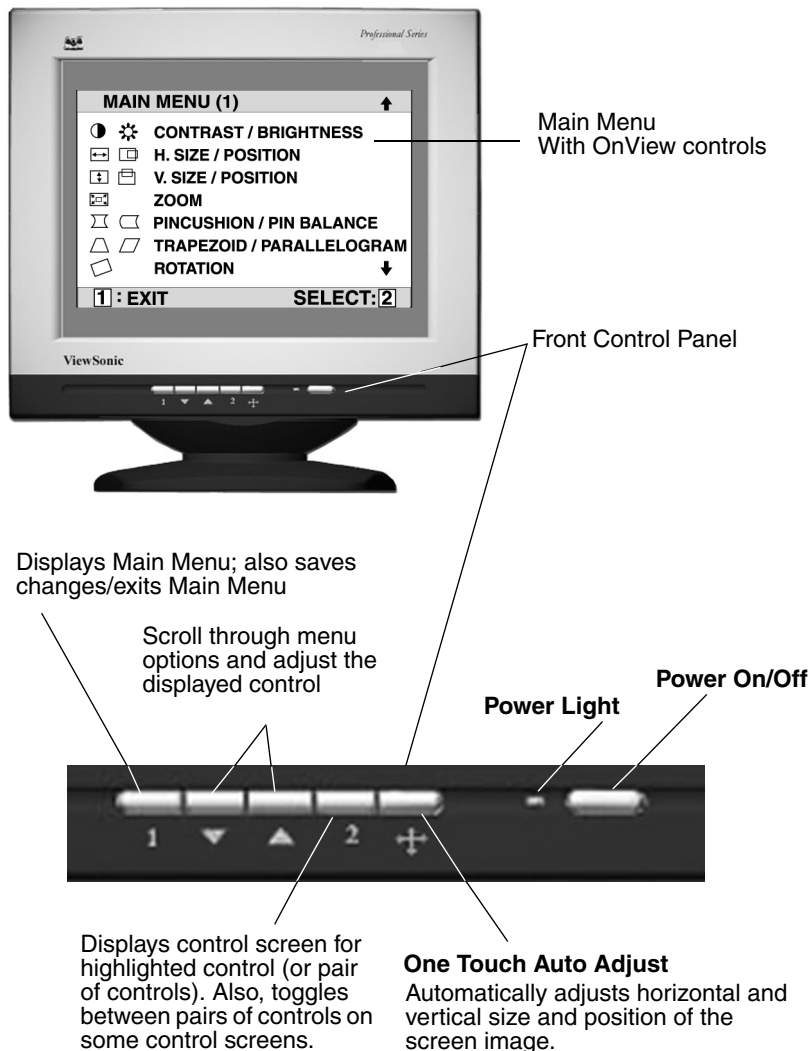 Professional Series
MAIN MENU (1)
CONTRAST / BRIGHTNESS
H. SIZE / POSITION
V. SIZE / POSITION
ZOOM
PINCUSHION / PIN BALANCE
TRAPEZOID / PARALLELOGRAM
ROTATION
1 : EXIT SELECT: 2
Main Menu
With OnView controls
ViewSonic
Front Control Panel
1 2
Displays Main Menu; also saves
changes/exits Main Menu
Scroll through menu
options and adjust the
displayed control
Power Light
Power On/Off
1 2
Displays control screen for
highlighted control (or pair
of controls). Also, toggles
between pairs of controls on
some control screens.
One Touch Auto Adjust
Automatically adjusts horizontal and
vertical size and position of the
screen image.